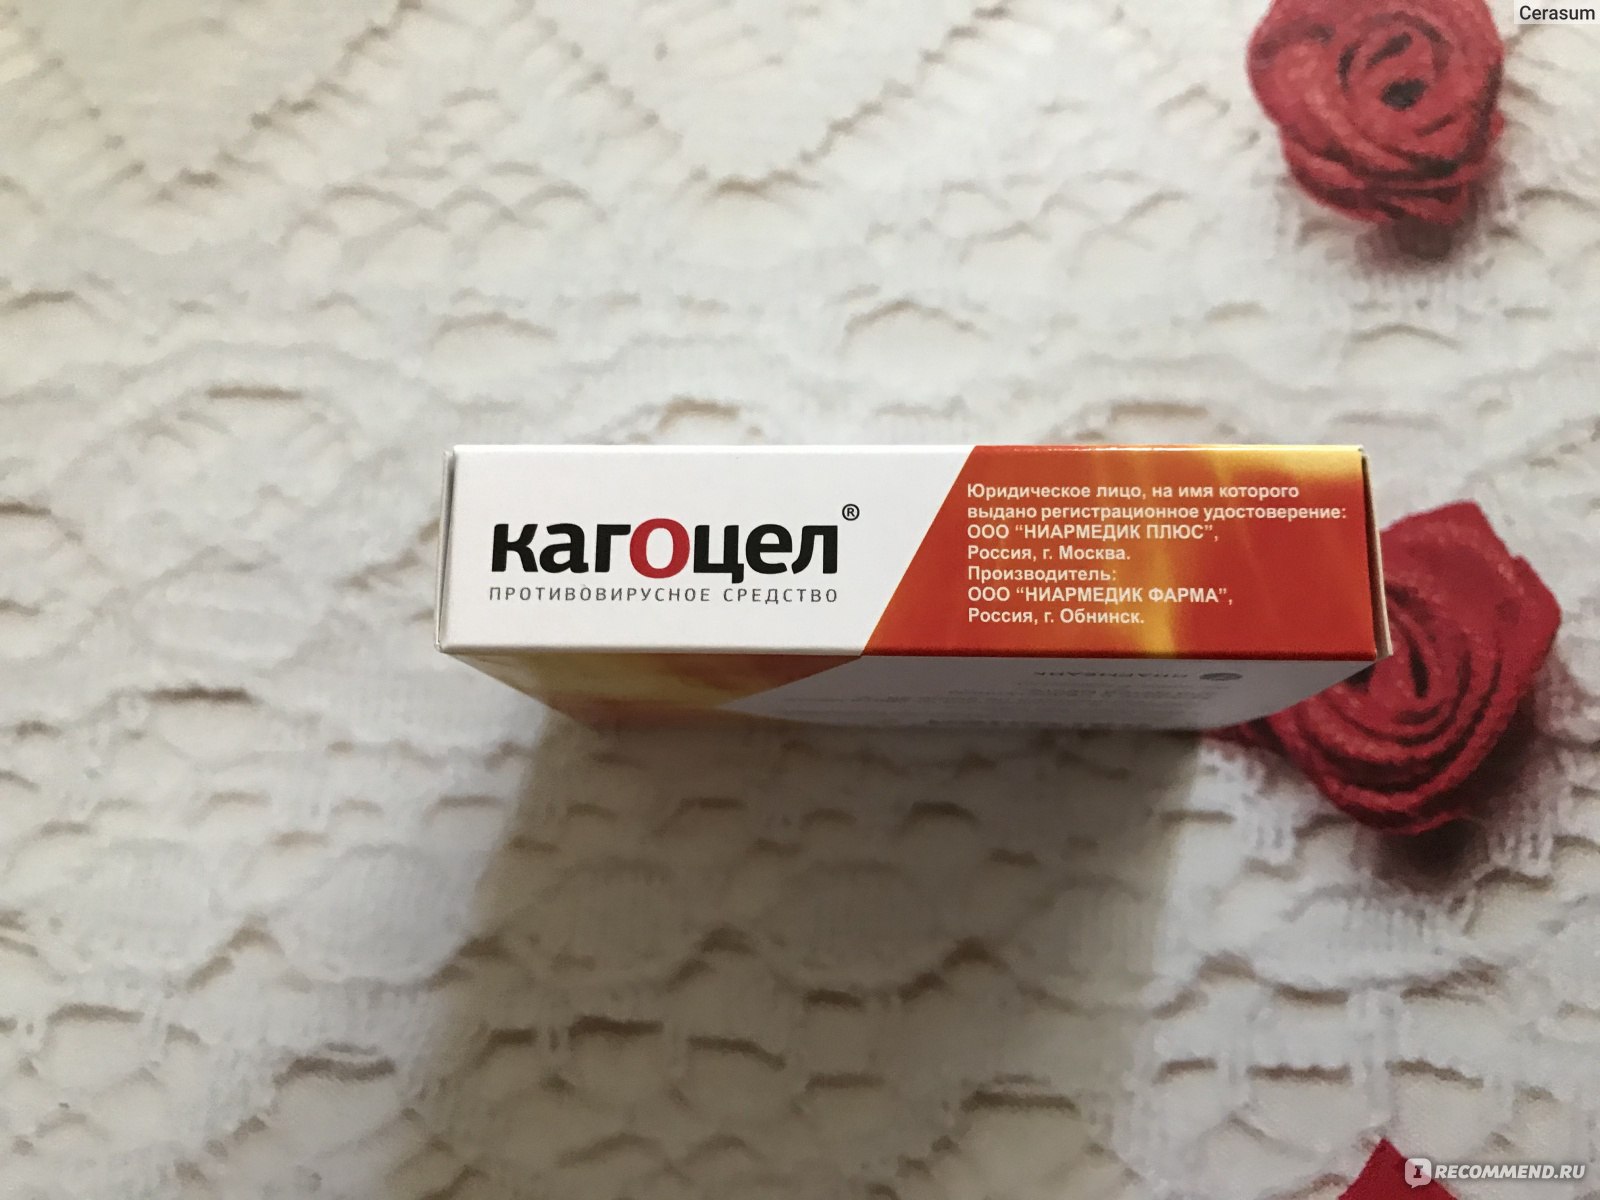 Cerasum
кагоцел®
ПРОТИВОВИРУСНОЕ СРЕДСТВО
Юридическое лицо, на имя которого
выдано регистрационное удостоверение:
ООО “НИАРМЕДИК ПЛЮС”,
Россия, г. Москва.
Производитель:
ООО “НИАРМЕДИК ФАРМА”,
Россия, г. Обнинск.
IRECOMMEND.RU